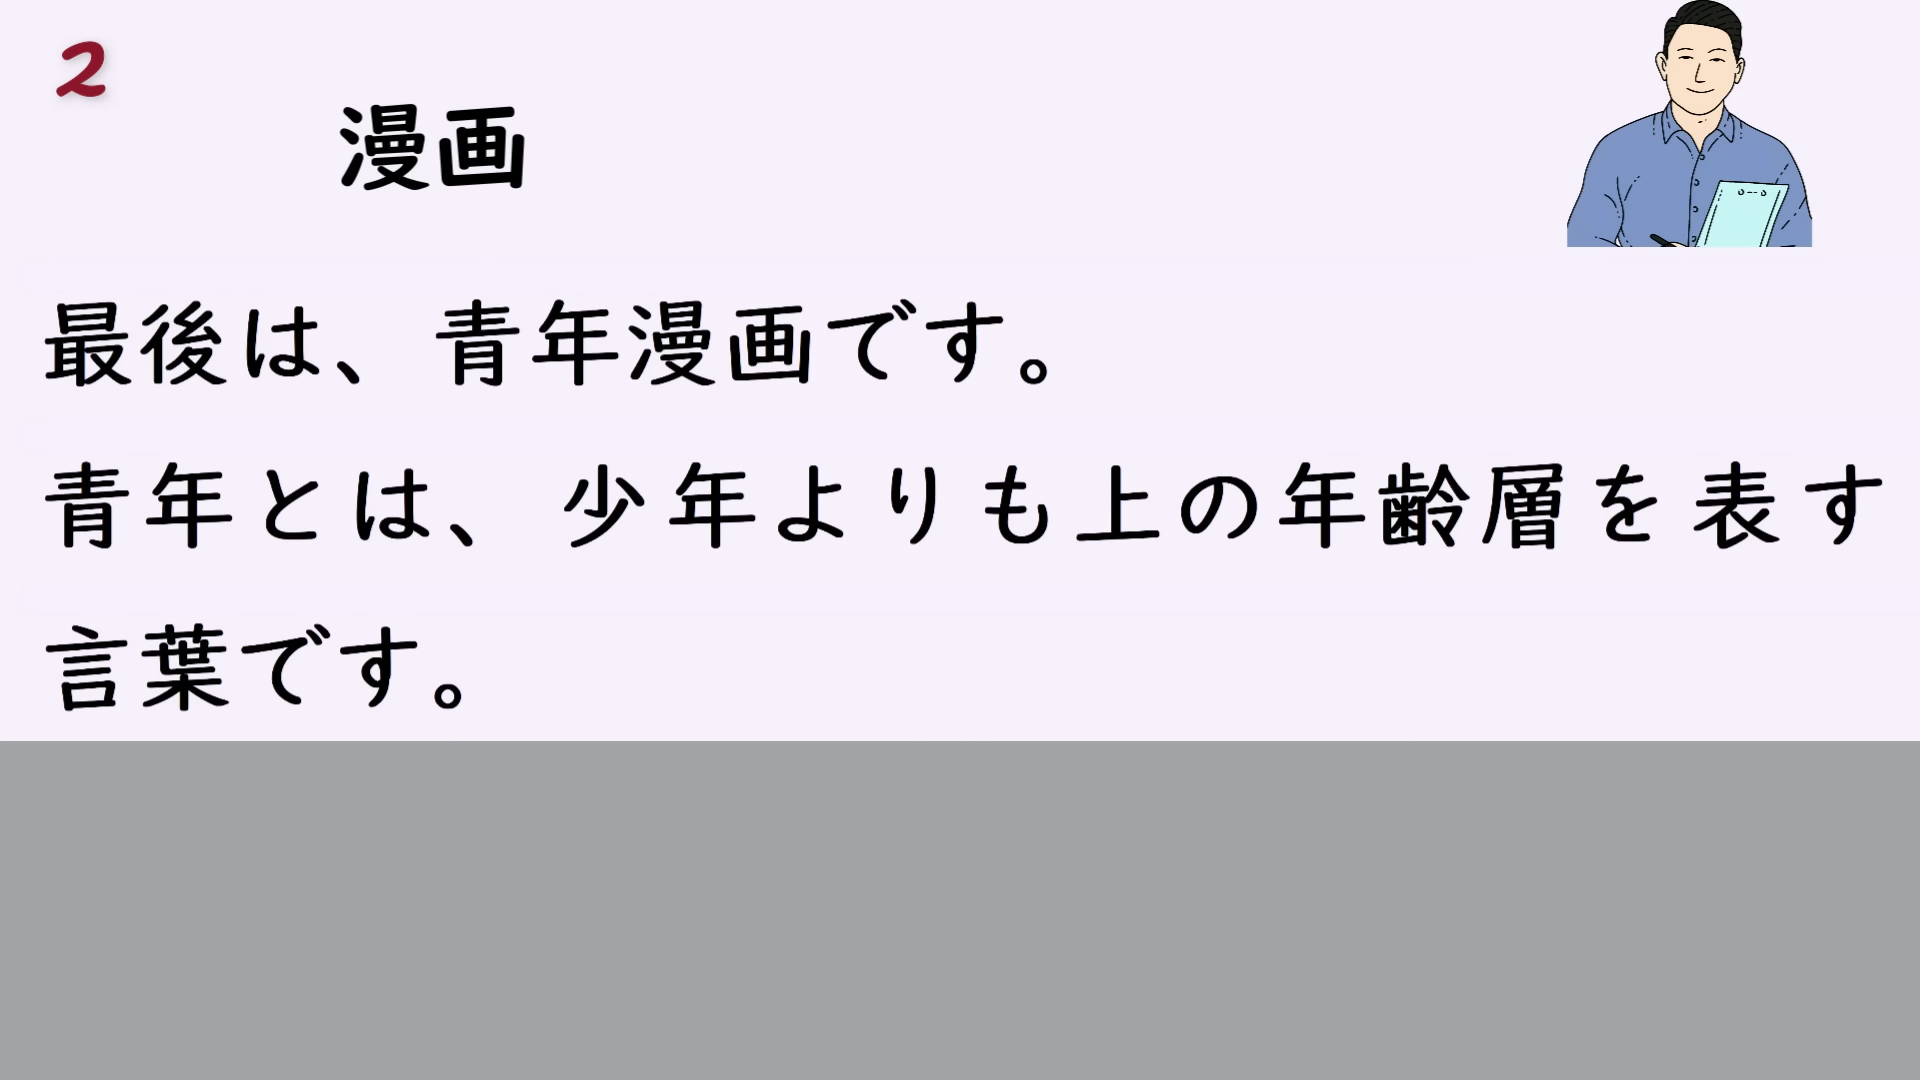 2
漫画
最後は、青年漫画です。
青年とは、少年よりも上の年齢層を表す
言葉です。